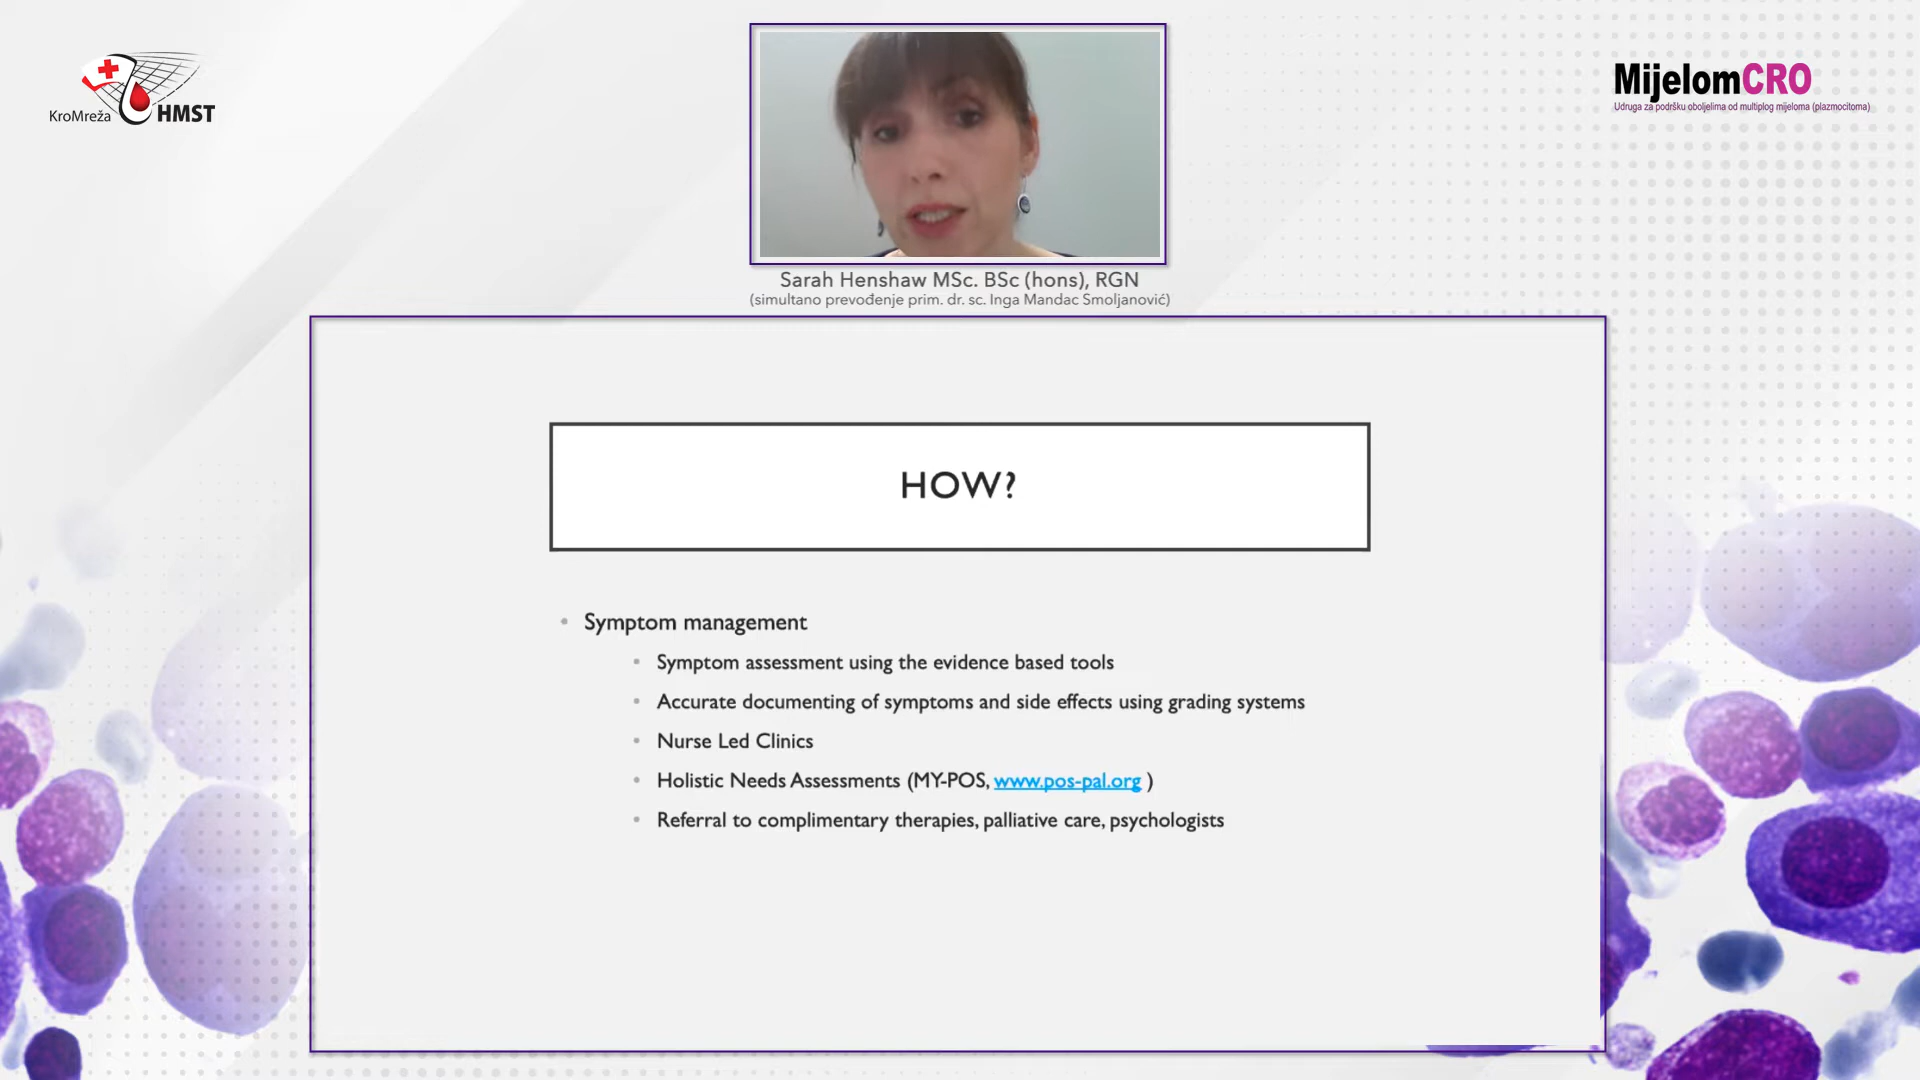 KroMreža HMST
MijelomCRO
Udruga za podršku oboljelima od multiplog mijeloma (plazmocitoma)
Sarah Henshaw MSc. BSc (hons), RGN
(simultano prevođenje prim. dr. sc. Inga Mandac Smoljanović)
HOW?
• Symptom management
• Symptom assessment using the evidence based tools
• Accurate documenting of symptoms and side effects using grading systems
• Nurse Led Clinics
• Holistic Needs Assessments (MY-POS, www.pos-pal.org )
• Referral to complimentary therapies, palliative care, psychologists